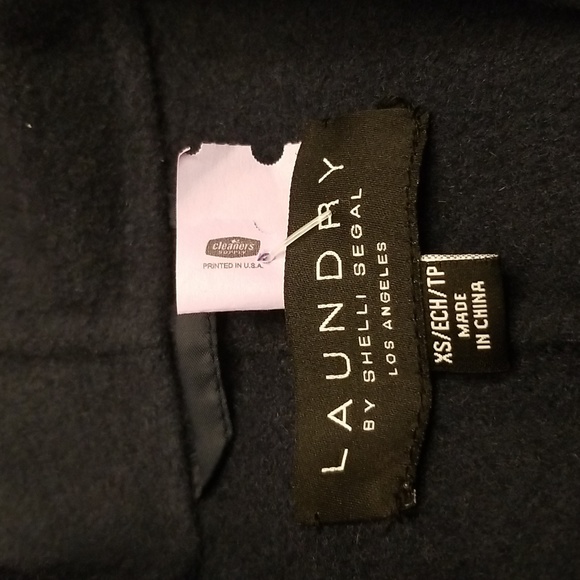 cleaners
SUPPLY
PRINTED IN U.S.A.
LAUNDRY
BY SHELLI SEGAL
LOS ANGELES
XS/ECH/TP
MADE
IN CHINA